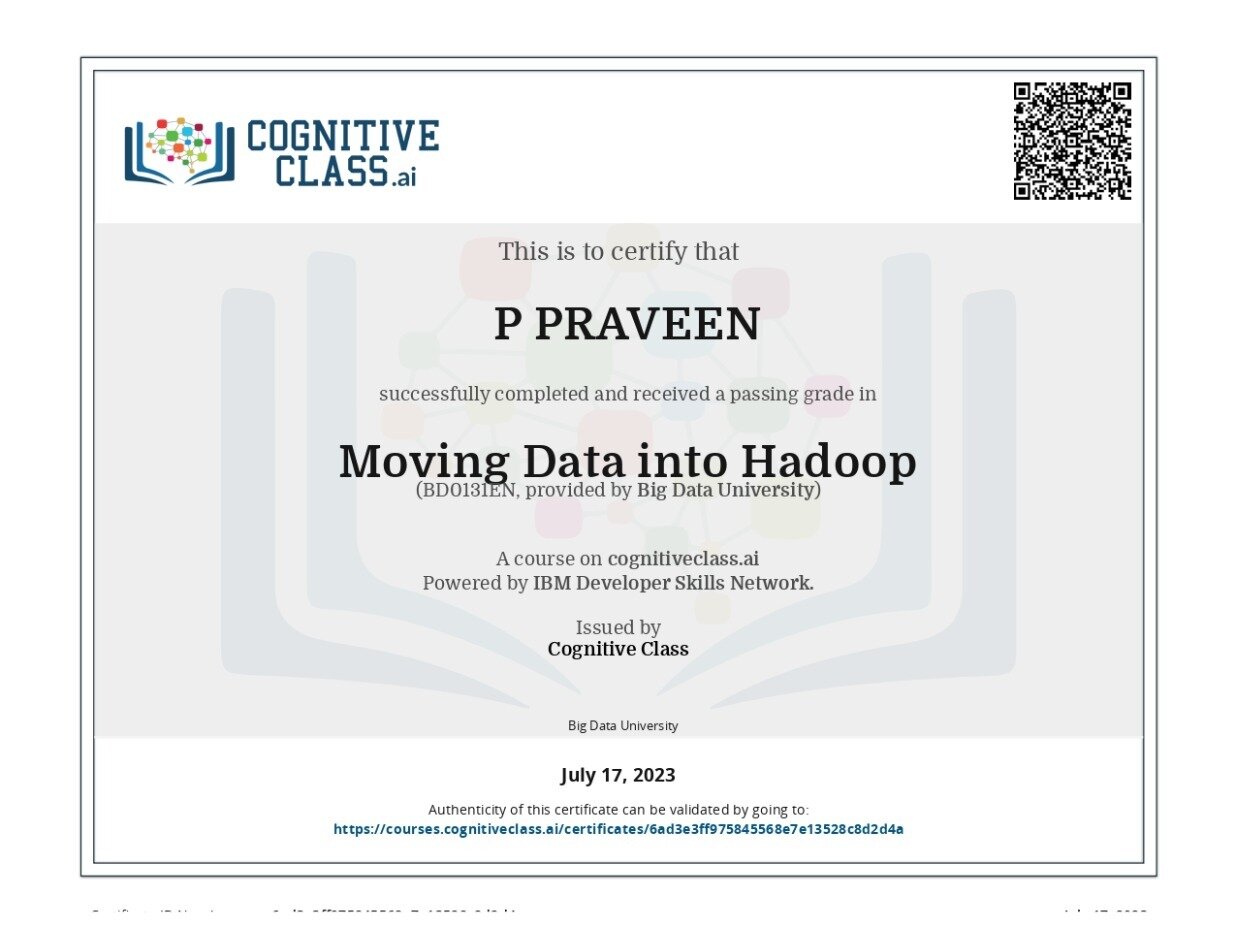 COGNITIVE
CLASS.ai
This is to certify that
P PRAVEEN
successfully completed and received a passing grade in
Moving Data into Hadoop
(BD0131EN, provided by Big Data University)
A course on cognitiveclass.ai
Powered by IBM Developer Skills Network.
Issued by
Cognitive Class
Big Data University
July 17, 2023
Authenticity of this certificate can be validated by going to:
https://courses.cognitiveclass.ai/certificates/6ad3e3ff975845568e7e13528c8d2d4a